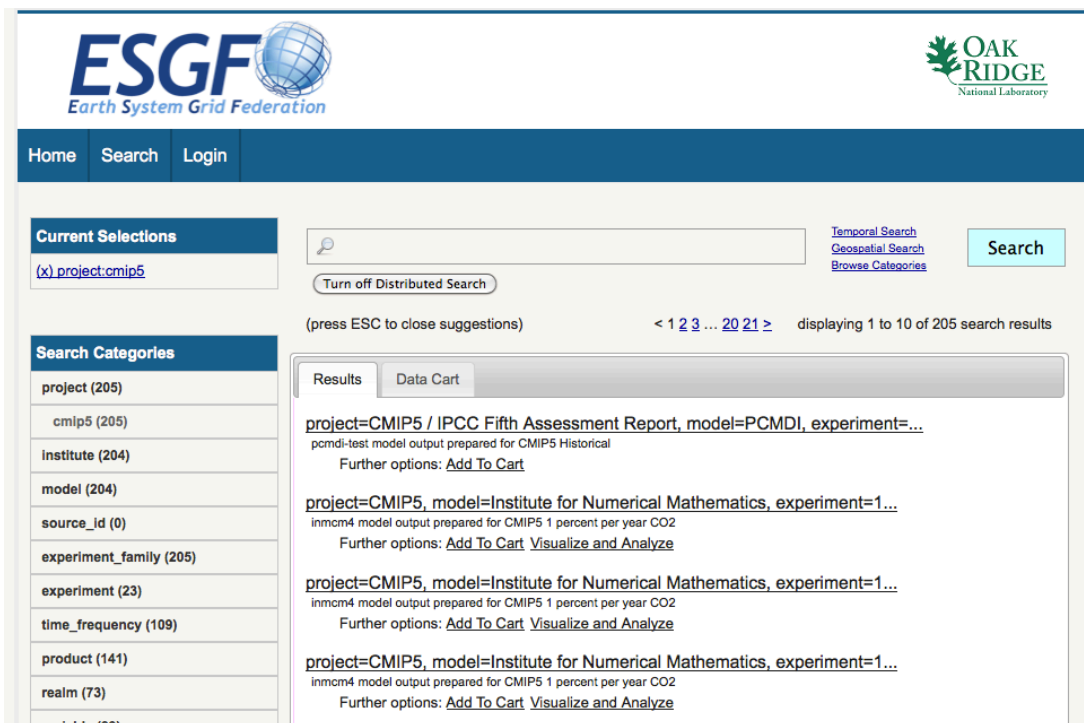 ESGF
Earth System Grid Federation
OAK
RIDGE
National Laboratory
Home Search Login
Current Selections
(x) project:cmip5
Temporal Search
Geospatial Search
Browse Categories
Search
Turn off Distributed Search
(press ESC to close suggestions)
< 1 2 3 ... 20 21 >
displaying 1 to 10 of 205 search results
Search Categories
project (205)
cmip5 (205)
institute (204)
model (204)
source_id (0)
experiment_family (205)
experiment (23)
time_frequency (109)
product (141)
realm (73)
Results Data Cart
project=CMIP5 / IPCC Fifth Assessment Report, model=PCMDI, experiment=...
pcmdi-test model output prepared for CMIP5 Historical
Further options: Add To Cart
project=CMIP5, model=Institute for Numerical Mathematics, experiment=1...
inmcm4 model output prepared for CMIP5 1 percent per year CO2
Further options: Add To Cart Visualize and Analyze
project=CMIP5, model=Institute for Numerical Mathematics, experiment=1...
inmcm4 model output prepared for CMIP5 1 percent per year CO2
Further options: Add To Cart Visualize and Analyze
project=CMIP5, model=Institute for Numerical Mathematics, experiment=1...
inmcm4 model output prepared for CMIP5 1 percent per year CO2
Further options: Add To Cart Visualize and Analyze